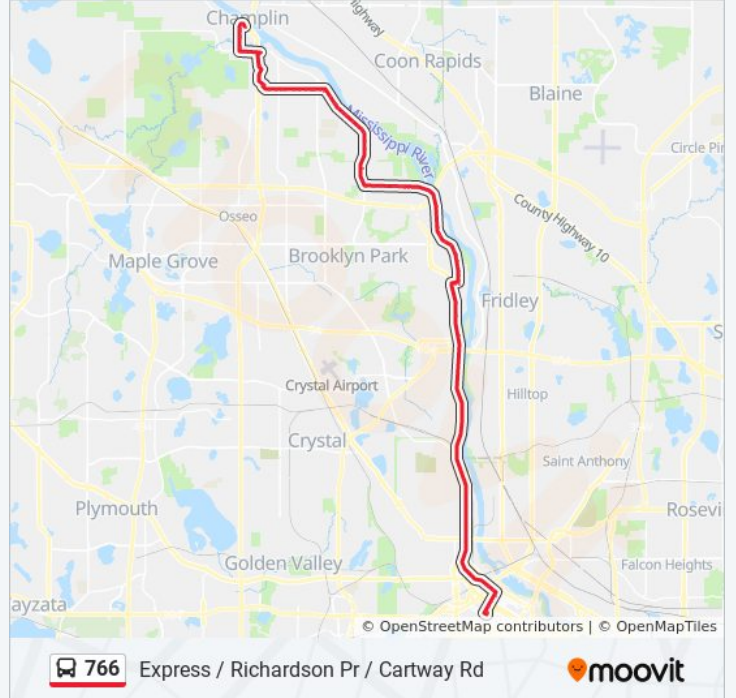 Champlin
Highway
Coon Rapids
Blaine
Mississippi River
Circle Pin
County Highway 10
Osseo
Brooklyn Park
Maple Grove
Fridley
S
Crystal Airport
Hilltop
Crystal
Saint Anthony
Plymouth
Rosevi
Golden Valley
Falcon Heights
ayzata
© OpenStreetMap contributors | © OpenMapTiles
766 Express / Richardson Pr / Cartway Rd
moovit